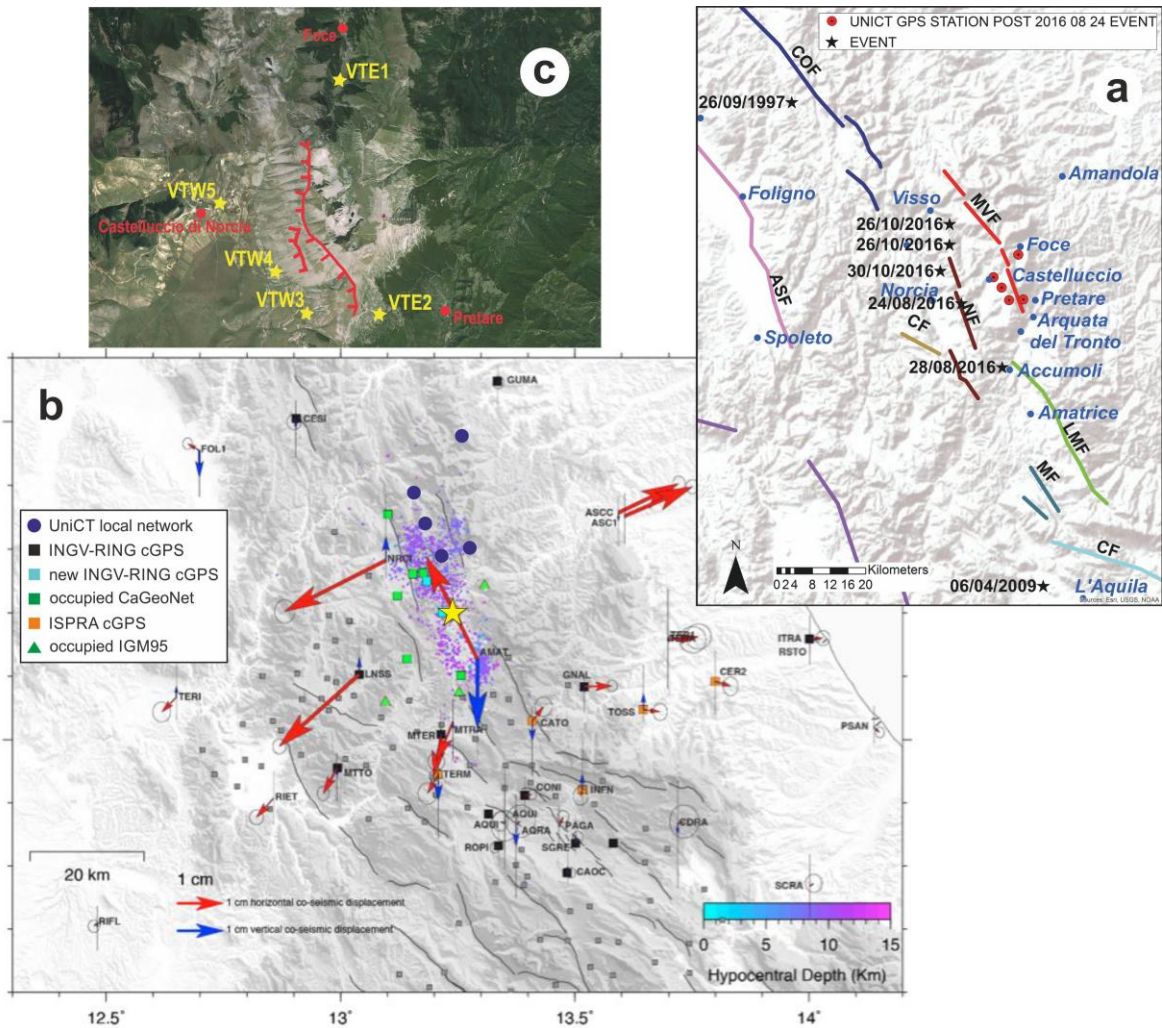 Foce
VTE1
c
VTW5
Castelluccio di Norcia
VTW4
VTW3
VTE2
Pretare
UNICT GPS STATION POST 2016 08 24 EVENT
EVENT
a
COF
26/09/1997
Amandola
Foligno
Visso
MVF
26/10/2016
Foce
26/10/2016
30/10/2016
Castelluccio
ASF
Norcia
24/08/2016
NF
Pretare
Arquata
del Tronto
CF
Spoleto
28/08/2016
Accumoli
Amatrice
LMF
MF
N
Kilometers
0 2 4 8 12 16 20
CF
06/04/2009
L'Aquila
Sources: Esri, USGS, NOAA
b
GUMA
CESI
FOL1
UniCT local network
INGV-RING cGPS
new INGV-RING cGPS
occupied CaGeoNet
ISPRA cGPS
occupied IGM95
ASCC
ASC1
NRCI
AMAT
ITRA
RSTO
LNSS
GNAL
CER2
TERI
TOSS
PSAN
CATO
MTRA
MTER
TERM
MTTO
RIET
CONI
INFN
AQUI
AQUI
AQRA
PAGA
CDRA
ROPI
SGRE
CAOC
SCRA
RIFL
20 km
1 cm
1 cm horizontal co-seismic displacement
1 cm vertical co-seismic displacement
0 5 10 15
Hypocentral Depth (Km)
12.5° 13° 13.5° 14°